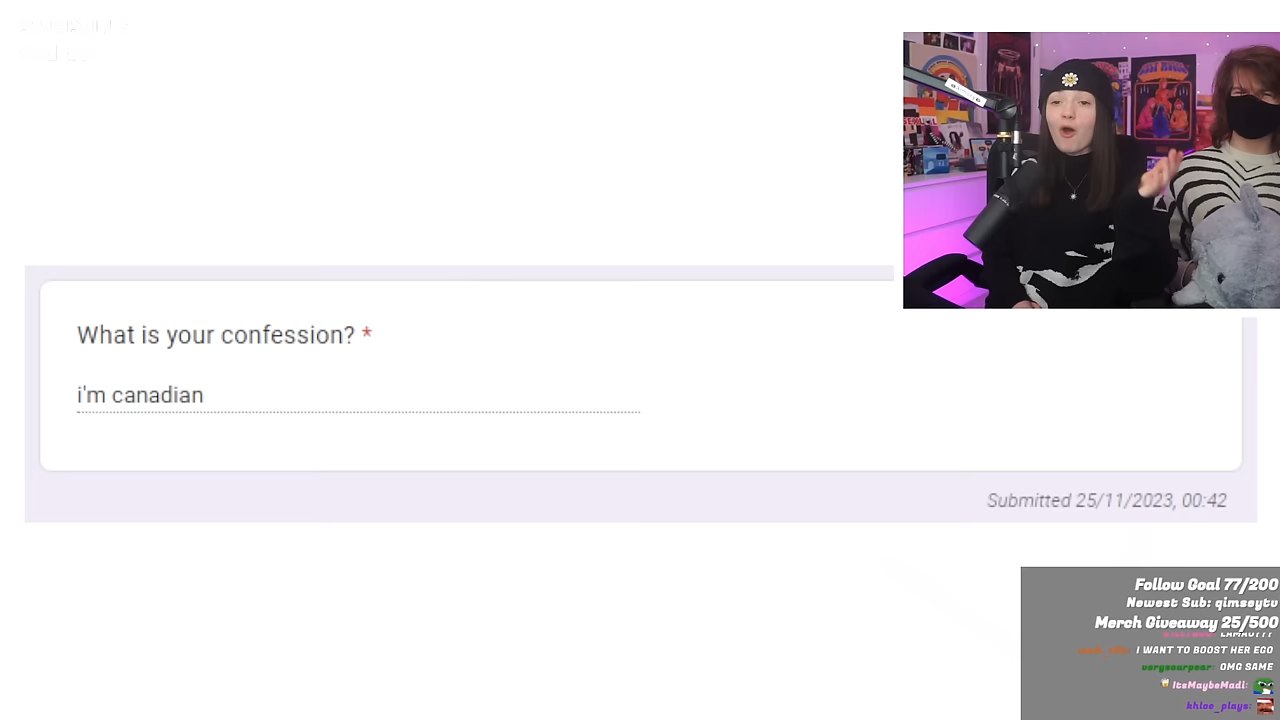 What is your confession? *
i'm canadian
Submitted 25/11/2023, 00:42
Follow Goal 77/200
Newest Sub: qimseytv
Merch Giveaway 25/500
I WANT TO BOOST HER EGO
verysourpear: OMG SAME
ItsMaybeMadi:
khloe_plays: